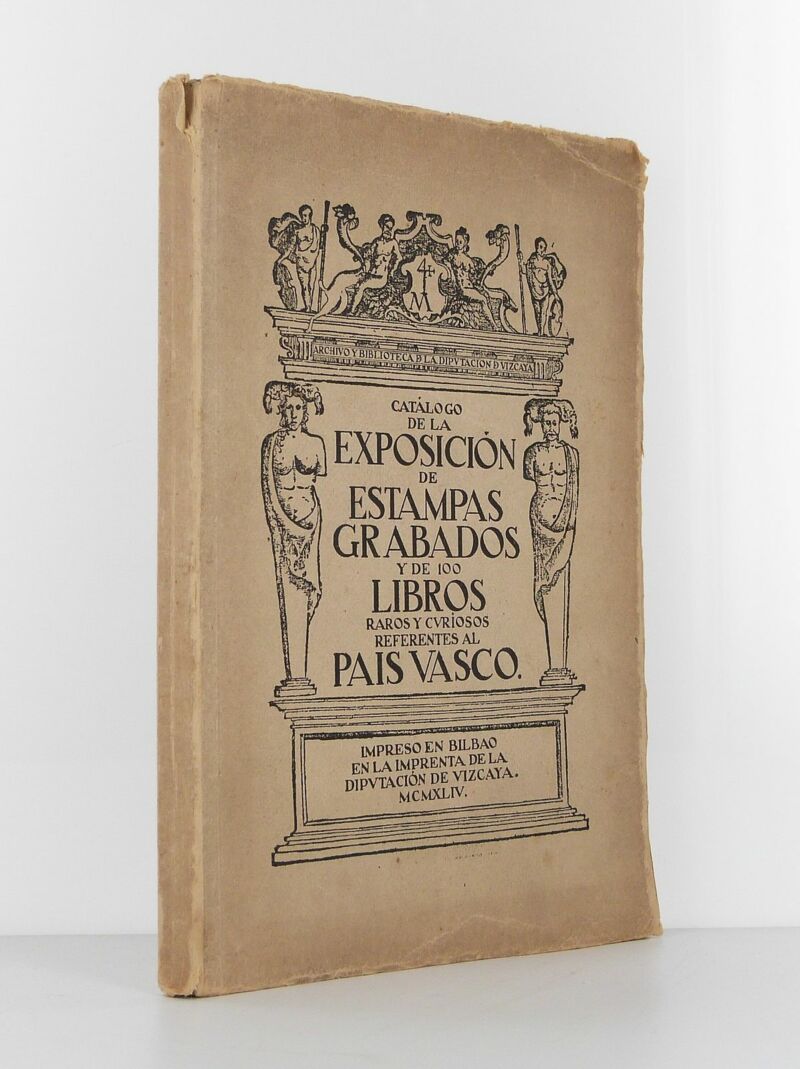 4
M
ARCHIVO Y BIBLIOTECA D LA DIPVTACION D VIZCAYA
CATÁLOGO
DE LA
EXPOSICIÓN
DE
ESTAMPAS
GRABADOS
Y DE 100
LIBROS
RAROS Y CVRIOSOS
REFERENTES AL
PAIS VASCO.
IMPRESO EN BILBAO
EN LA IMPRENTA DE LA
DIPVTACIÓN DE VIZCAYA.
MCMXLIV.